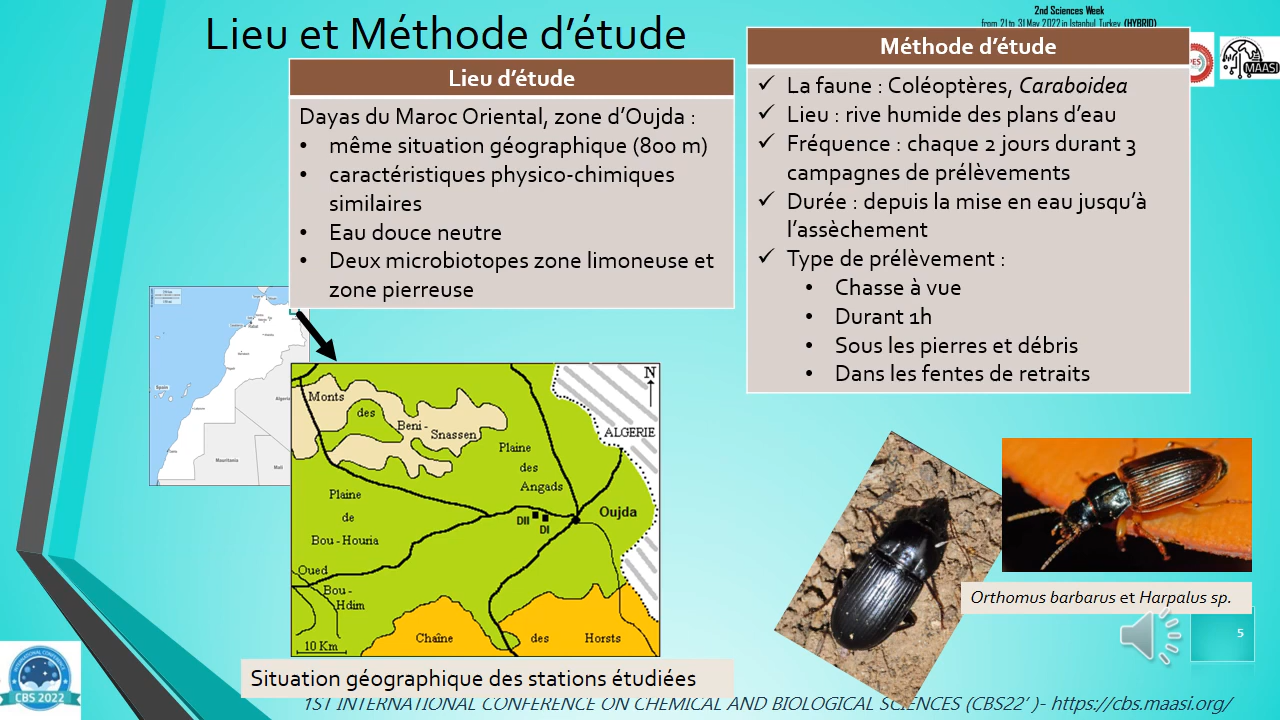 2nd Sciences Week
from 21 to 31 May 2022 in Istanbul, Turkey (HYBRID)
Lieu et Méthode d’étude
Lieu d’étude
Dayas du Maroc Oriental, zone d’Oujda :
• même situation géographique (800 m)
• caractéristiques physico-chimiques
similaires
• Eau douce neutre
• Deux microbiotopes zone limoneuse et
zone pierreuse
Méthode d’étude
✓ La faune : Coléoptères, Caraboidea
✓ Lieu : rive humide des plans d’eau
✓ Fréquence : chaque 2 jours durant 3
campagnes de prélèvements
✓ Durée : depuis la mise en eau jusqu’à
l’assèchement
✓ Type de prélèvement :
• Chasse à vue
• Durant 1h
• Sous les pierres et débris
• Dans les fentes de retraits
MAASI
Spain
Algeria
Mauritania
Mali
N
Monts
des
Beni-
Snassen
ALGERIE
Plaine
des
Angads
Plaine
de
Bou-Houria
DII
DI
Oujda
Oued
Bou-
Hdim
Chaîne
des
Horsts
10 Km
Situation géographique des stations étudiées
Orthomus barbarus et Harpalus sp.
5
INTERNATIONAL CONFERENCE
CBS 2022
1ST INTERNATIONAL CONFERENCE ON CHEMICAL AND BIOLOGICAL SCIENCES (CBS22’ )- https://cbs.maasi.org/